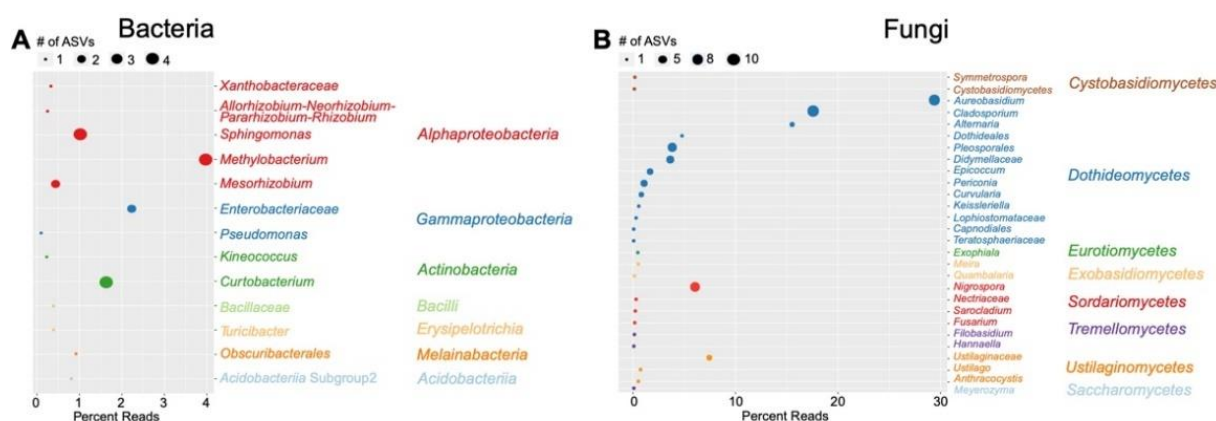 Bacteria
A
# of ASVs
1 2 3 4
Xanthobacteraceae
Allorhizobium-Neorhizobium-
Pararhizobium-Rhizobium
Sphingomonas
Alphaproteobacteria
Methylobacterium
Mesorhizobium
Enterobacteriaceae
Gammaproteobacteria
Pseudomonas
Kineococcus
Actinobacteria
Curtobacterium
Bacillaceae
Bacilli
Turicibacter
Erysipelotrichia
Obscuribacterales
Melainabacteria
Acidobacteriia Subgroup2
Acidobacteriia
0 1 2 3 4
Percent Reads
Fungi
B
# of ASVs
1 5 8 10
Symmetrospora
Cystobasidiomycetes
Cystobasidiomycetes
Aureobasidium
Cladosporium
Alternaria
Dothideales
Pleosporales
Didymellaceae
Epicoccum
Dothideomycetes
Periconia
Curvularia
Keissleriella
Lophiostomataceae
Capnodiales
Teratosphaeriaceae
Exophiala
Eurotiomycetes
Meira
Quambalaria
Exobasidiomycetes
Nigrospora
Nectriaceae
Sordariomycetes
Sarocladium
Fusarium
Filobasidium
Tremellomycetes
Hannaella
Ustilaginaceae
Ustilago
Ustilaginomycetes
Anthracocystis
Meyerozyma
Saccharomycetes
0 10 20 30
Percent Reads